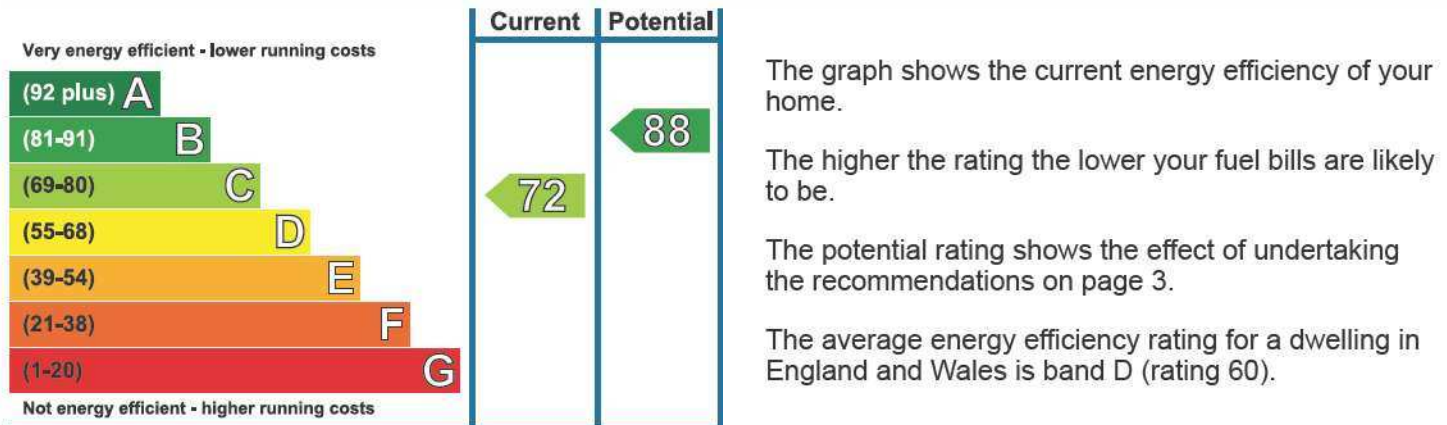 Current Potential
Very energy efficient - lower running costs
(92 plus) A
(81-91) B
88
(69-80) C
72
(55-68) D
(39-54) E
(21-38) F
(1-20) G
Not energy efficient - higher running costs
The graph shows the current energy efficiency of your
home.
The higher the rating the lower your fuel bills are likely
to be.
The potential rating shows the effect of undertaking
the recommendations on page 3.
The average energy efficiency rating for a dwelling in
England and Wales is band D (rating 60).